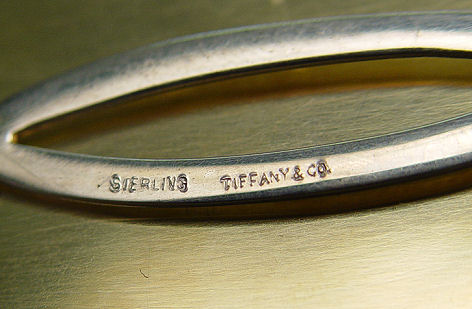 STERLING TIFFANY & CO.